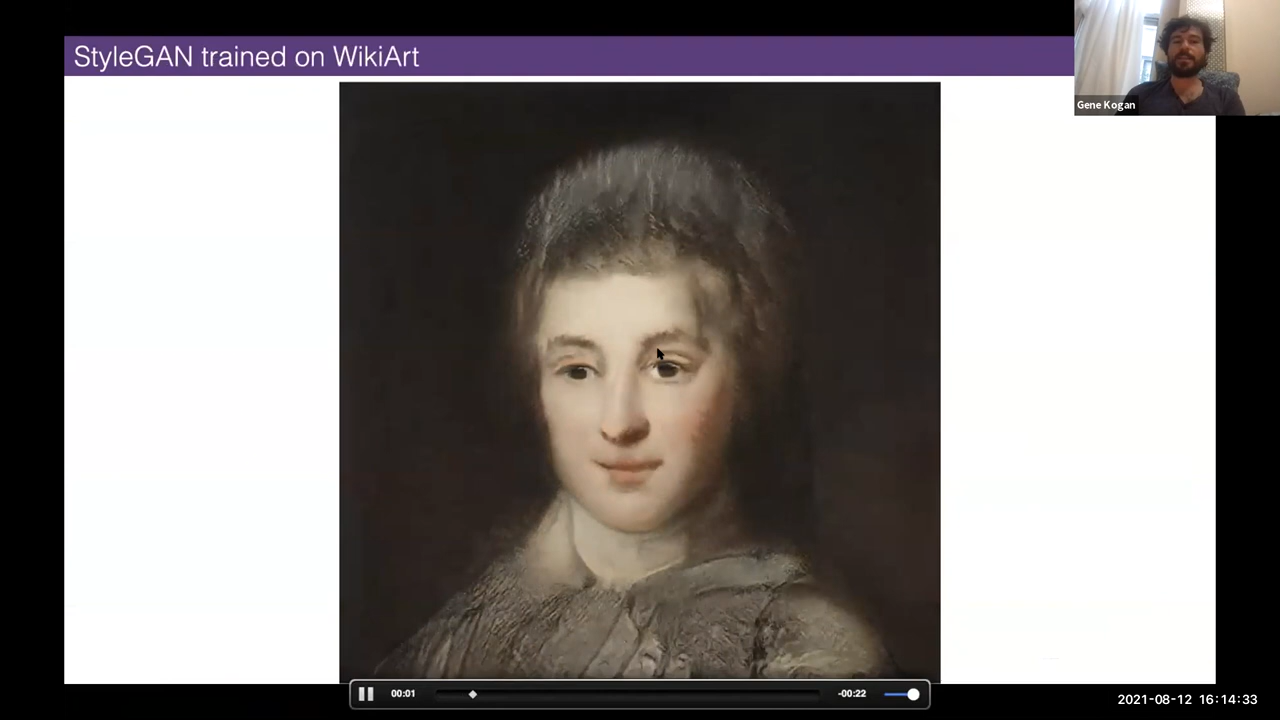 StyleGAN trained on WikiArt
Gene Kogan
00:01
-00:22
2021-08-12 16:14:33